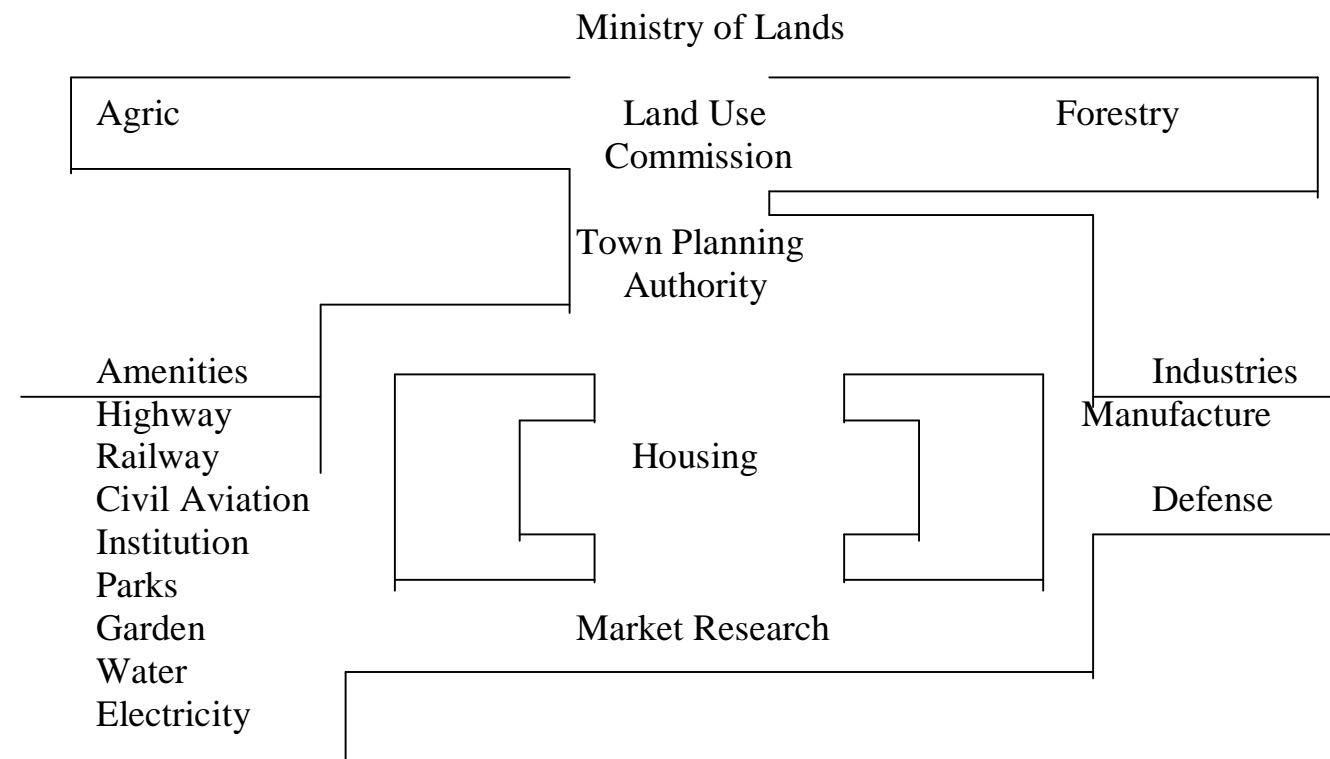 Ministry of Lands
Agric Land Use Forestry
Commission
Town Planning
Authority
Amenities Industries
Highway Manufacture
Railway Housing
Civil Aviation Defense
Institution
Parks
Garden Market Research
Water
Electricity